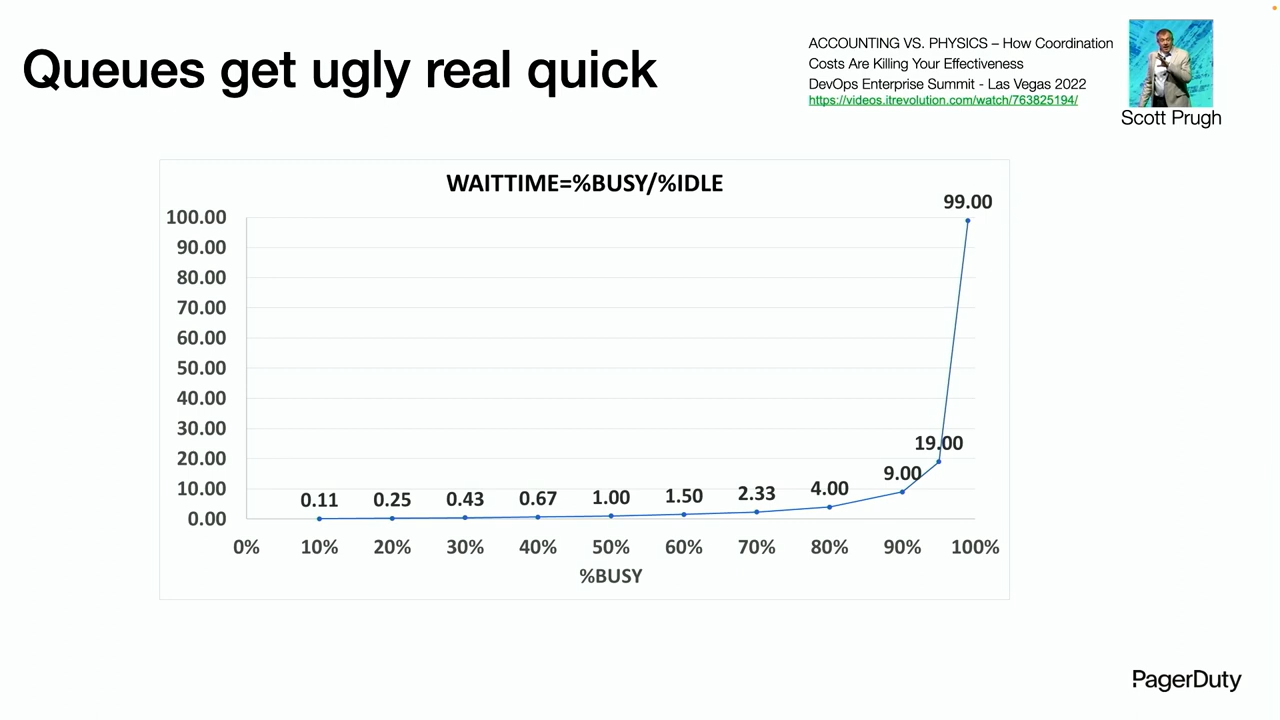 Queues get ugly real quick
ACCOUNTING VS. PHYSICS – How Coordination
Costs Are Killing Your Effectiveness
DevOps Enterprise Summit - Las Vegas 2022
https://videos.itrevolution.com/watch/763825194/
Scott Prugh
WAITTIME=%BUSY/%IDLE
100.00
90.00
80.00
70.00
60.00
50.00
40.00
30.00
20.00
10.00
0.00
0.11
0.25
0.43
0.67
1.00
1.50
2.33
4.00
9.00
19.00
99.00
0% 10% 20% 30% 40% 50% 60% 70% 80% 90% 100%
%BUSY
PagerDuty